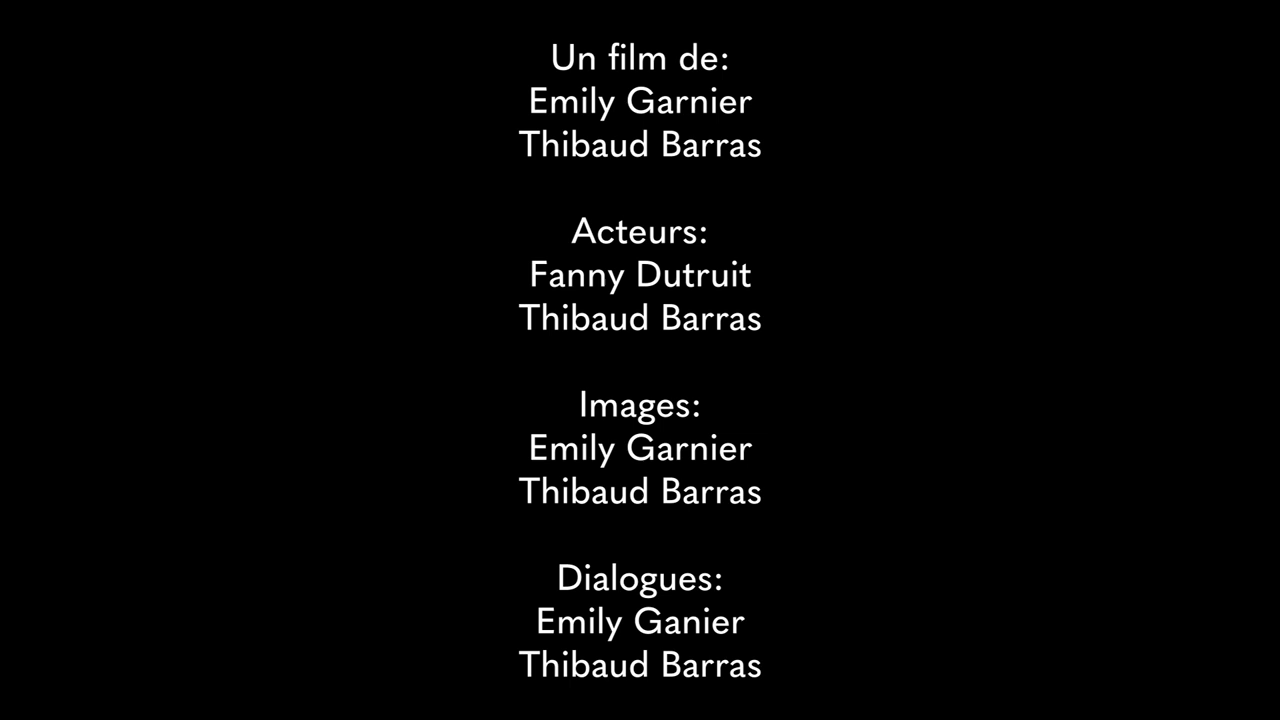 Un film de:
Emily Garnier
Thibaud Barras
Acteurs:
Fanny Dutruit
Thibaud Barras
Images:
Emily Garnier
Thibaud Barras
Dialogues:
Emily Ganier
Thibaud Barras